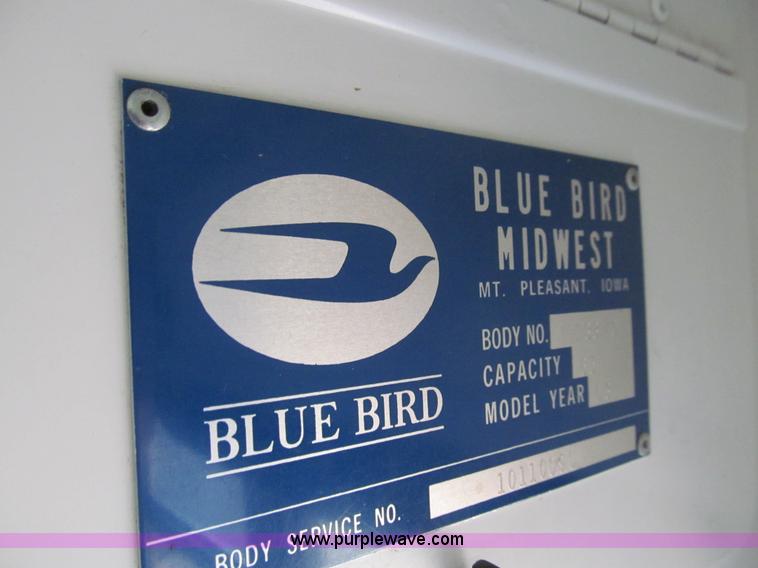 BLUE BIRD
MIDWEST
MT. PLEASANT, IOWA
BODY NO.
CAPACITY
MODEL YEAR
BLUE BIRD
BODY SERVICE NO.
www.purplewave.com